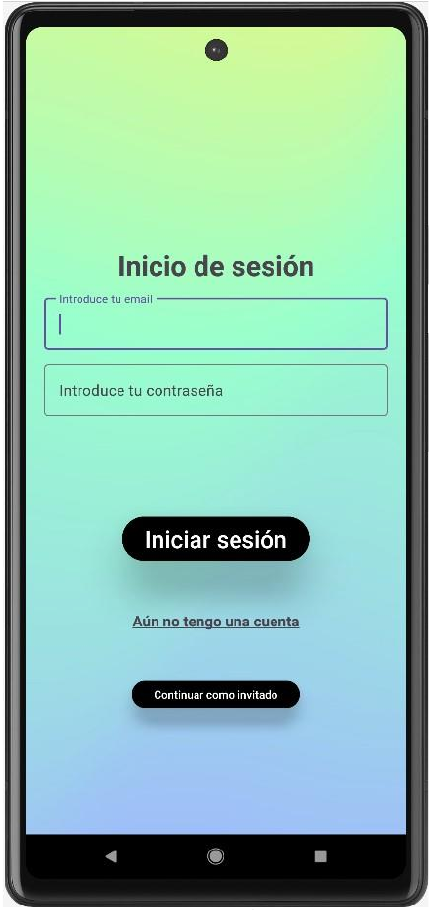 Inicio de sesión
Introduce tu email
Introduce tu contraseña
Iniciar sesión
Aún no tengo una cuenta
Continuar como invitado